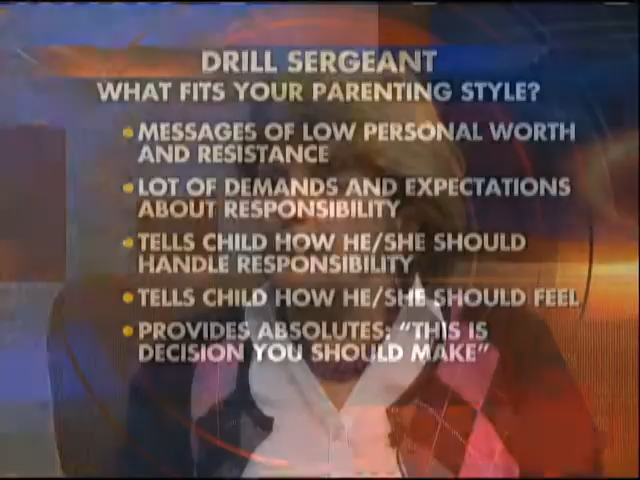 DRILL SERGEANT
WHAT FITS YOUR PARENTING STYLE?
• MESSAGES OF LOW PERSONAL WORTH
AND RESISTANCE
• LOT OF DEMANDS AND EXPECTATIONS
ABOUT RESPONSIBILITY
• TELLS CHILD HOW HE/SHE SHOULD
HANDLE RESPONSIBILITY
• TELLS CHILD HOW HE/SHE SHOULD FEEL
• PROVIDES ABSOLUTES: “THIS IS
DECISION YOU SHOULD MAKE”